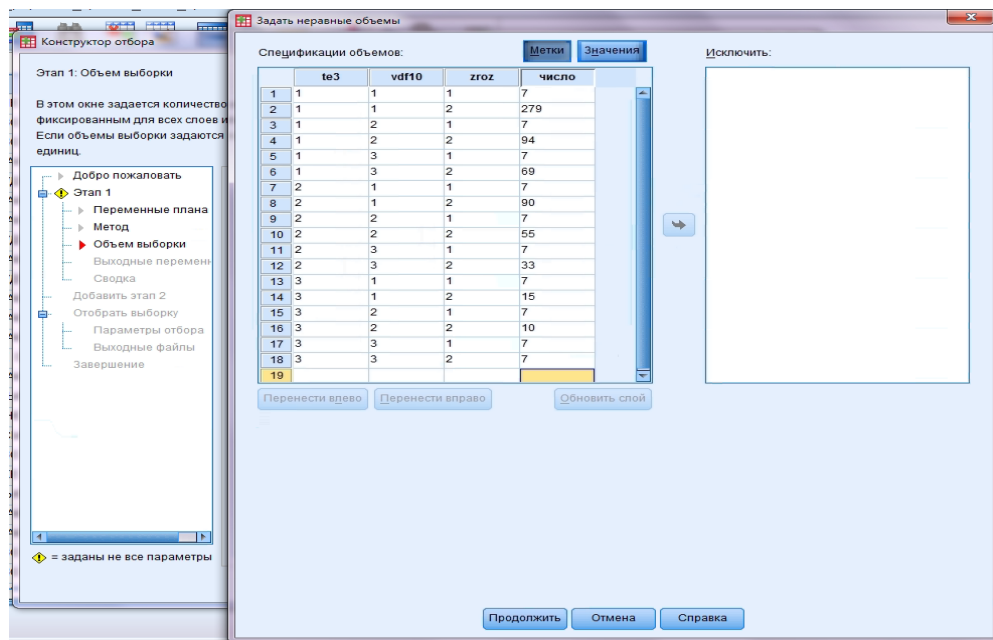 Конструктор отбора
Этап 1: Объем выборки
В этом окне задается количество
фиксированным для всех слоев и
Если объемы выборки задаются
единиц.
Добро пожаловать
Этап 1
Переменные плана
Метод
Объем выборки
Выходные переменн
Сводка
Добавить этап 2
Отобрать выборку
Параметры отбора
Выходные файлы
Завершение
= заданы не все параметры
Задать неравные объемы
Спецификации объемов:
Метки Значения
Исключить:
te3 vdf10 zroz число
1 1 1 1 7
2 1 1 2 279
3 1 2 1 7
4 1 2 2 94
5 1 3 1 7
6 1 3 2 69
7 2 1 1 7
8 2 1 2 90
9 2 2 1 7
10 2 2 2 55
11 2 3 1 7
12 2 3 2 33
13 3 1 1 7
14 3 1 2 15
15 3 2 1 7
16 3 2 2 10
17 3 3 1 7
18 3 3 2 7
19
Перенести влево Перенести вправо Обновить слой
Продолжить Отмена Справка